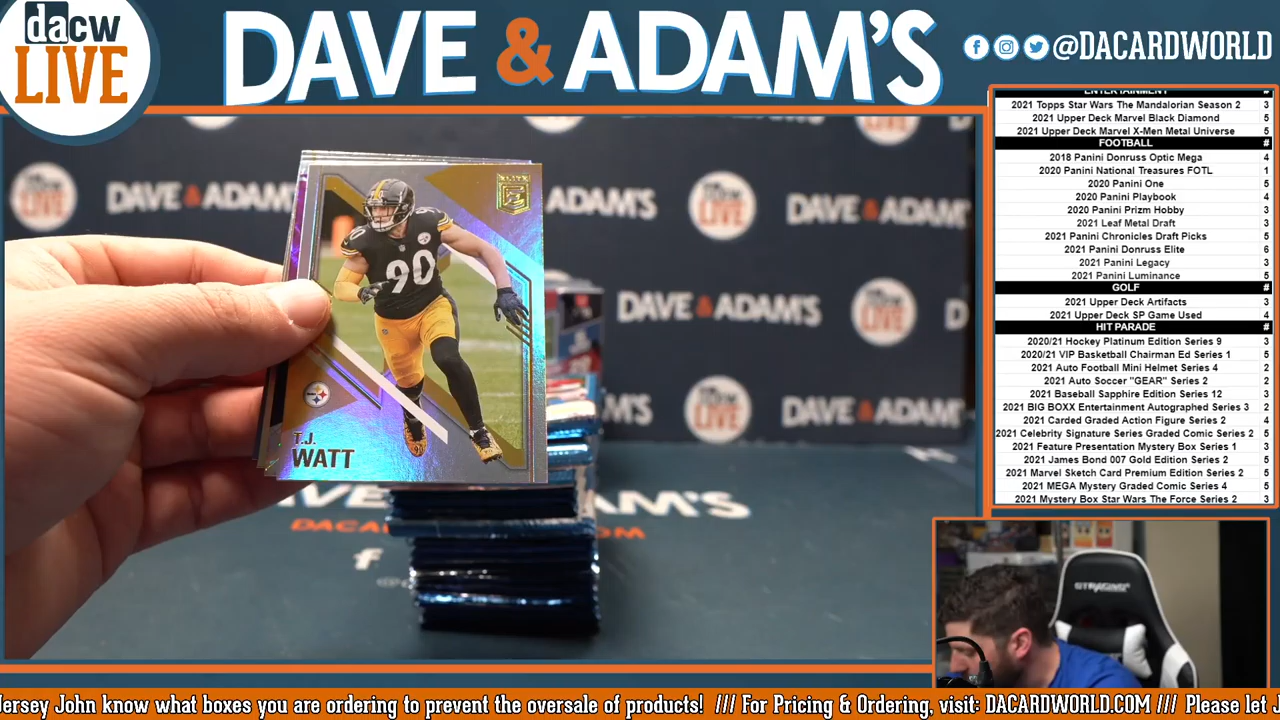 dacw
LIVE
DAVE & ADAM'S
@DACARDWORLD
ENTERTAINMENT #
2021 Topps Star Wars The Mandalorian Season 2 3
2021 Upper Deck Marvel Black Diamond 5
2021 Upper Deck Marvel X-Men Metal Universe 5
FOOTBALL #
2018 Panini Donruss Optic Mega 4
2020 Panini National Treasures FOTL 1
2020 Panini One 5
2020 Panini Playbook 4
2020 Panini Prizm Hobby 3
2021 Leaf Metal Draft 3
2021 Panini Chronicles Draft Picks 5
2021 Panini Donruss Elite 6
2021 Panini Legacy 3
2021 Panini Luminance 5
GOLF #
2021 Upper Deck Artifacts 3
2021 Upper Deck SP Game Used 4
HIT PARADE #
2020/21 Hockey Platinum Edition Series 9 3
2020/21 VIP Basketball Chairman Ed Series 1 5
2021 Auto Football Mini Helmet Series 4 2
2021 Auto Soccer "GEAR" Series 2 2
2021 Baseball Sapphire Series 12 3
2021 BIG BOXX Entertainment Autographed Series 3 2
2021 Carded Graded Action Figure Series 2 4
2021 Celebrity Signature Series Graded Comic Series 2 5
2021 Feature Presentation Mystery Box Series 1 3
2021 James Bond 007 Gold Edition Series 2 5
2021 Marvel Sketch Card Premium Edition Series 2 5
2021 MEGA Mystery Graded Comic Series 4 5
2021 Mystery Box Star Wars The Force Series 2 3
DAVE & ADAM'S
DAVE & ADAM'S
DAVE & ADAM'S
90
90
T.J.
WATT
Jersey John know what boxes you are ordering to prevent the oversale of products! /// For Pricing & Ordering, visit: DACARDWORLD.COM /// Please let J